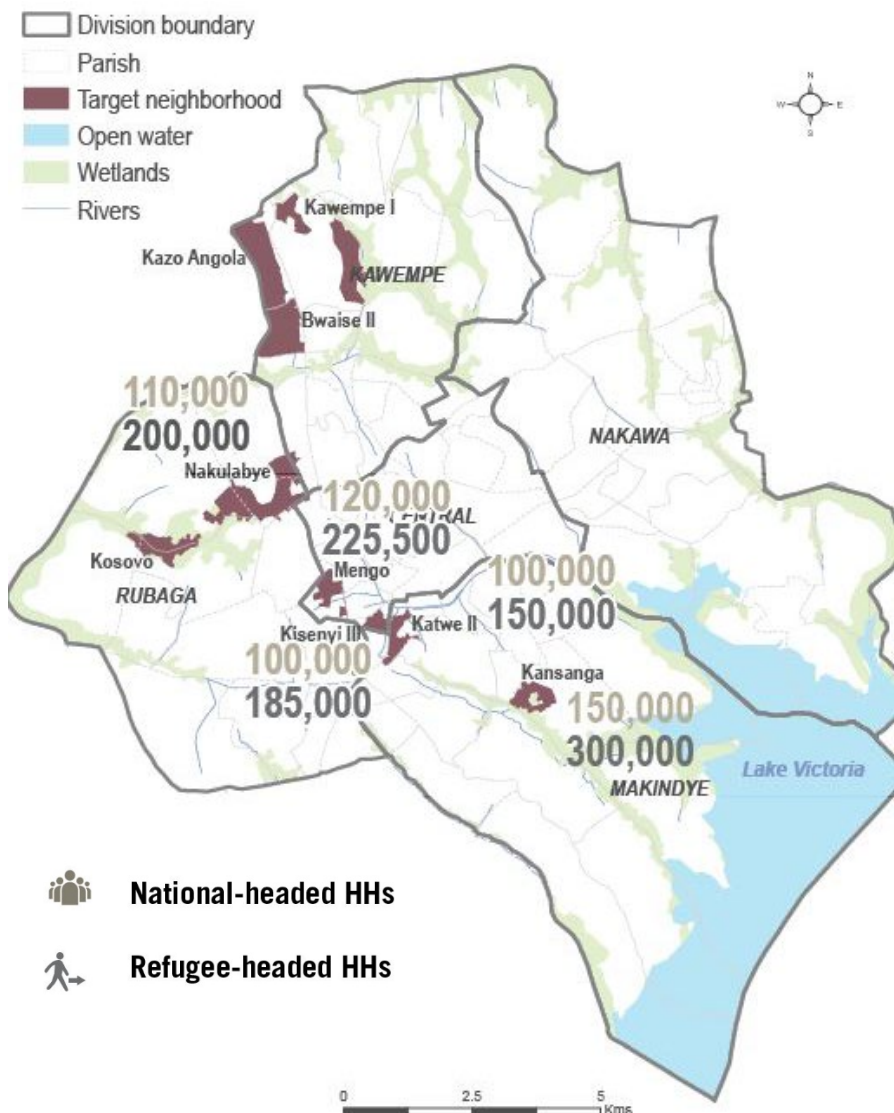 Division boundary
Parish
Target neighborhood
Open water
Wetlands
Rivers
N
W E
S
Kawempe I
Kazo Angola
KAWEMPE
Bwaise II
110,000
200,000
NAKAWA
Nakulabye
120,000
CENTRAL
225,500
Kosovo
Mengo
100,000
150,000
RUBAGA
Kisenyi III
Katwe II
100,000
185,000
Kansanga
150,000
300,000
MAKINDYE
Lake Victoria
National-headed HHs
Refugee-headed HHs
0 2.5 5
Kms